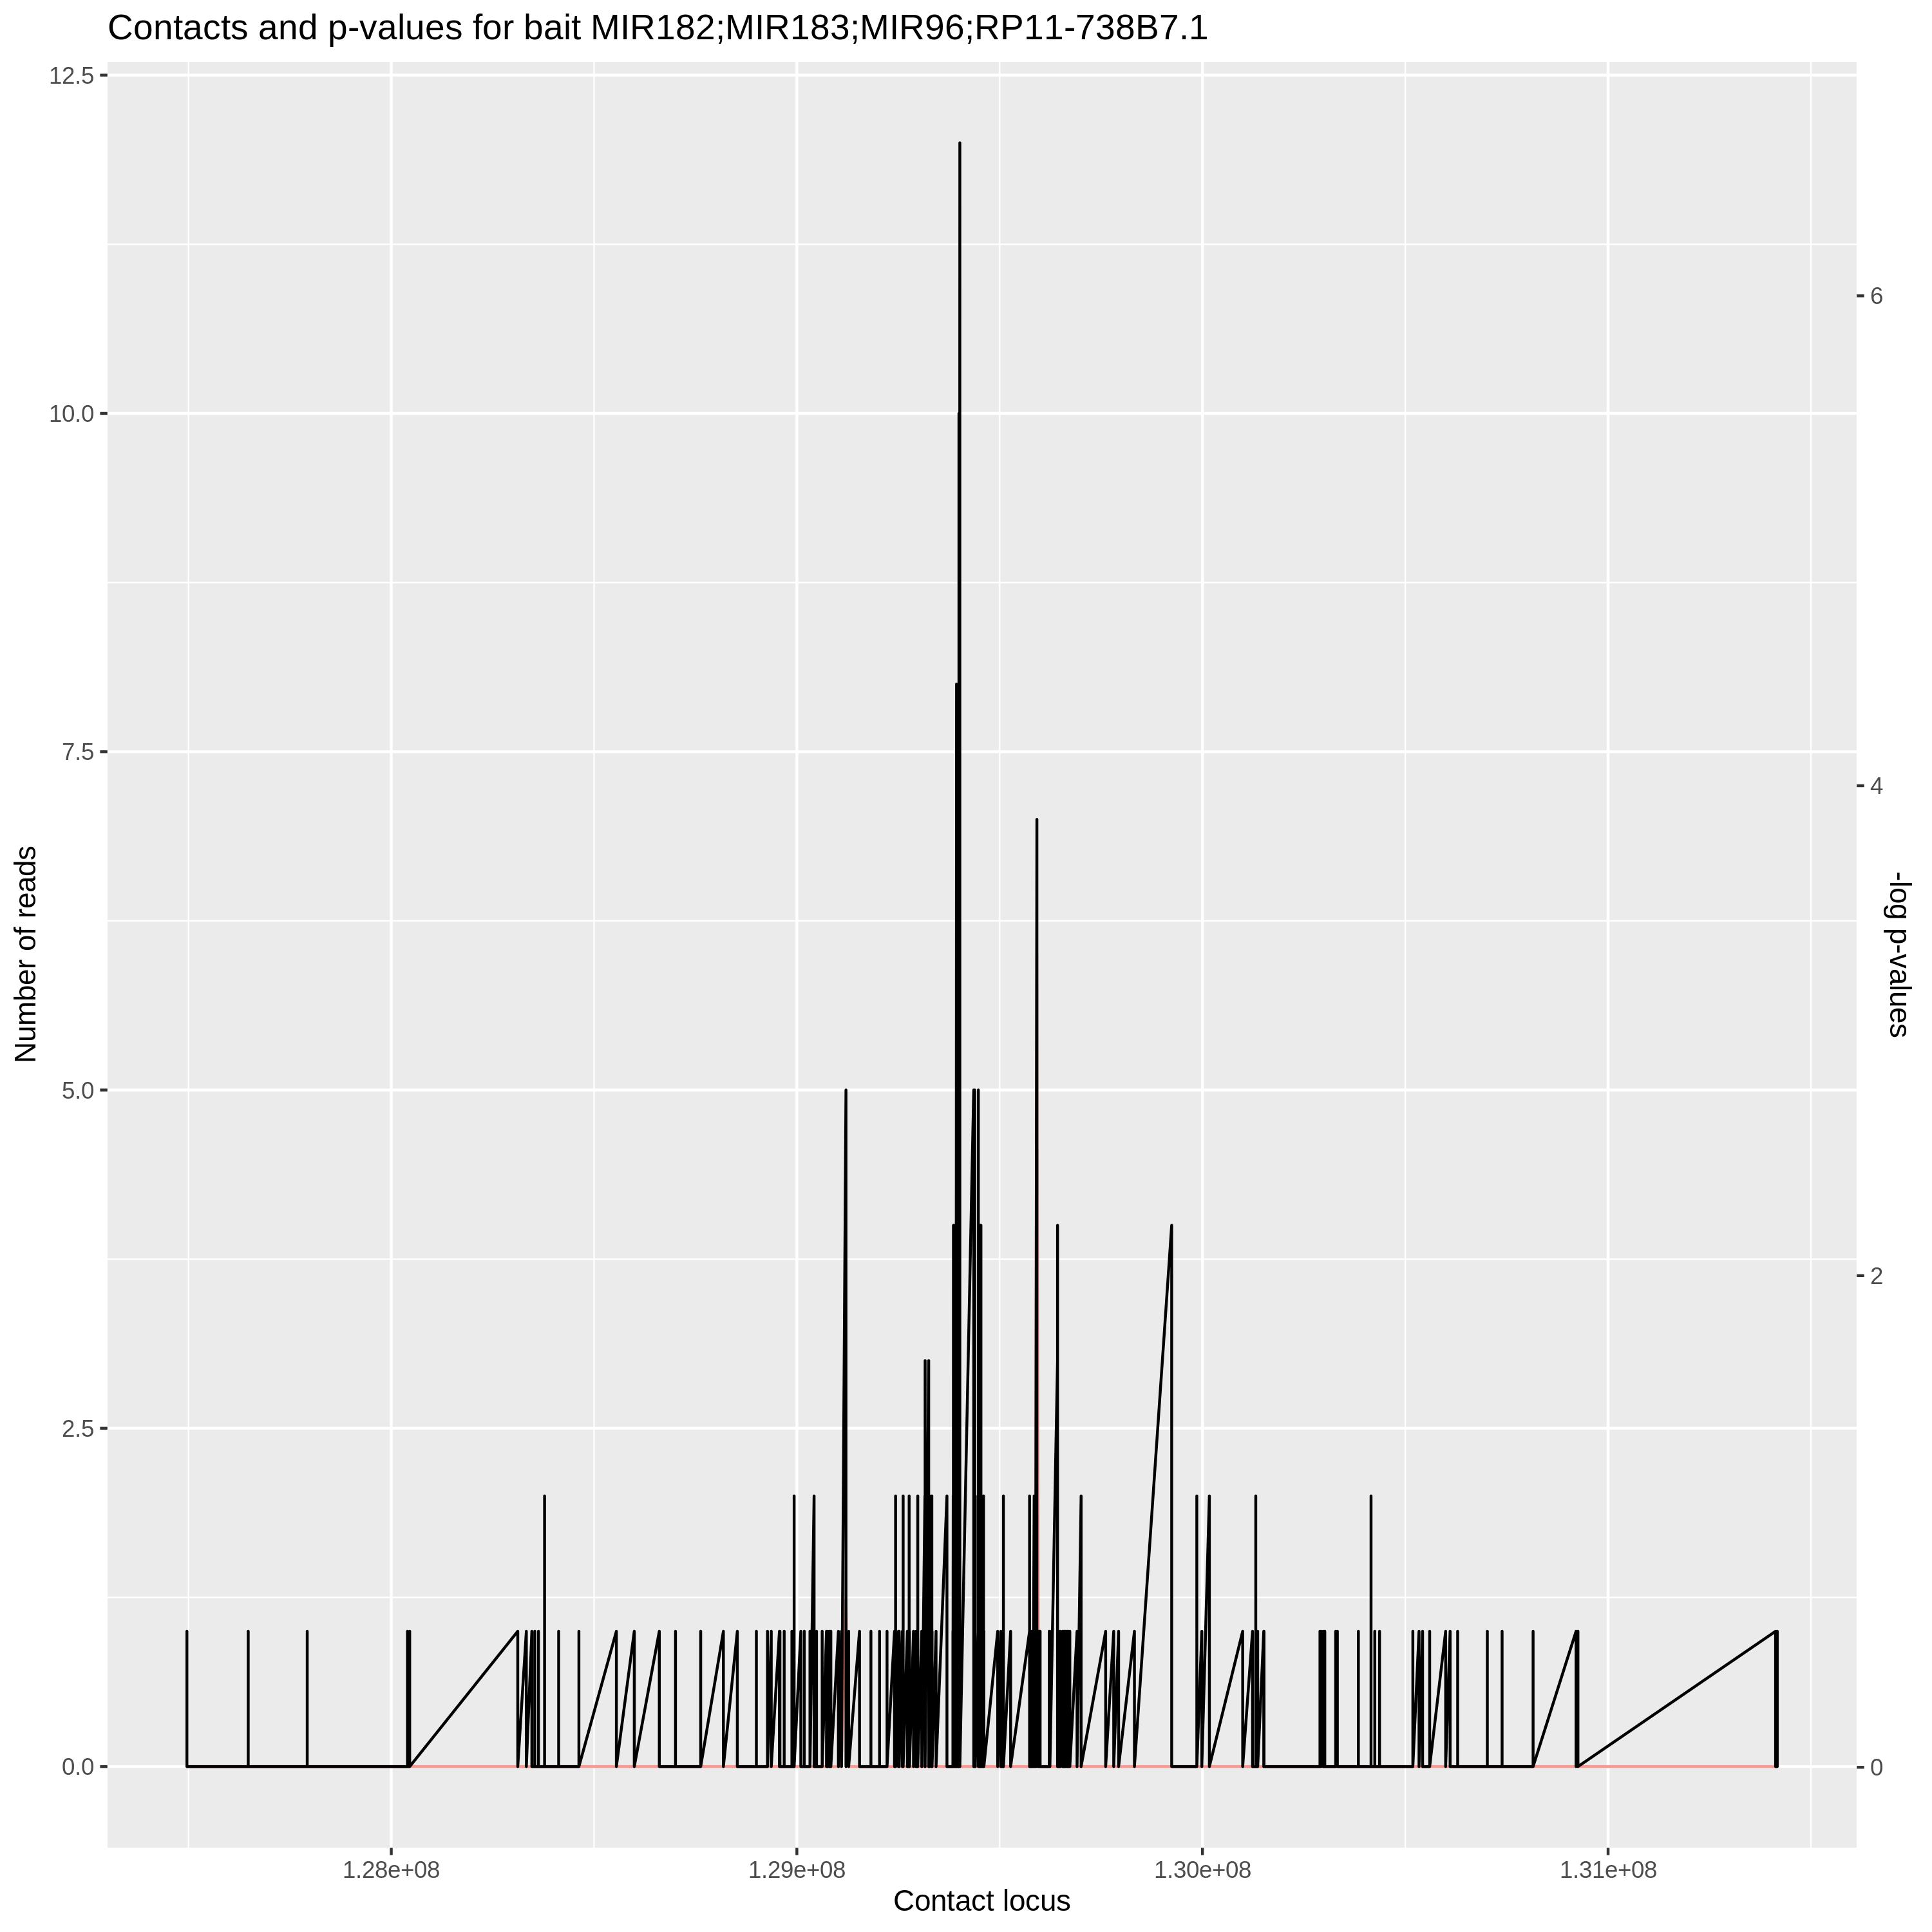 Contacts and p-values for bait MIR182;MIR183;MIR96;RP11-738B7.1
12.5
10.0
7.5
5.0
2.5
0.0
Number of reads
6
4
2
0
-log p-values
1.28e+08 1.29e+08 1.30e+08 1.31e+08
Contact locus